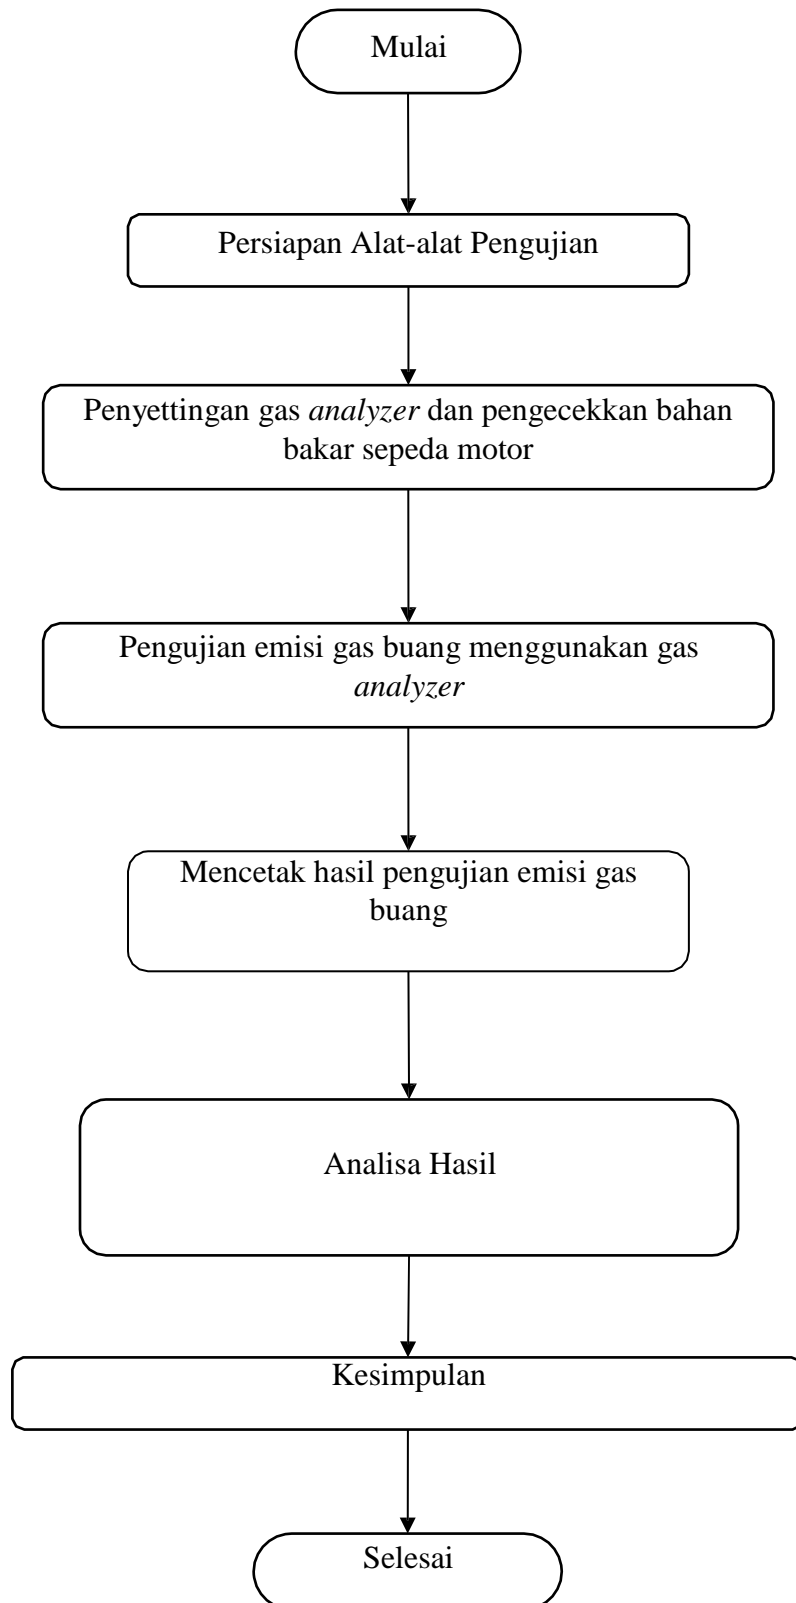 Mulai
Persiapan Alat-alat Pengujian
Penyettingan gas analyzer dan pengecekkan bahan
bakar sepeda motor
Pengujian emisi gas buang menggunakan gas
analyzer
Mencetak hasil pengujian emisi gas
buang
Analisa Hasil
Kesimpulan
Selesai